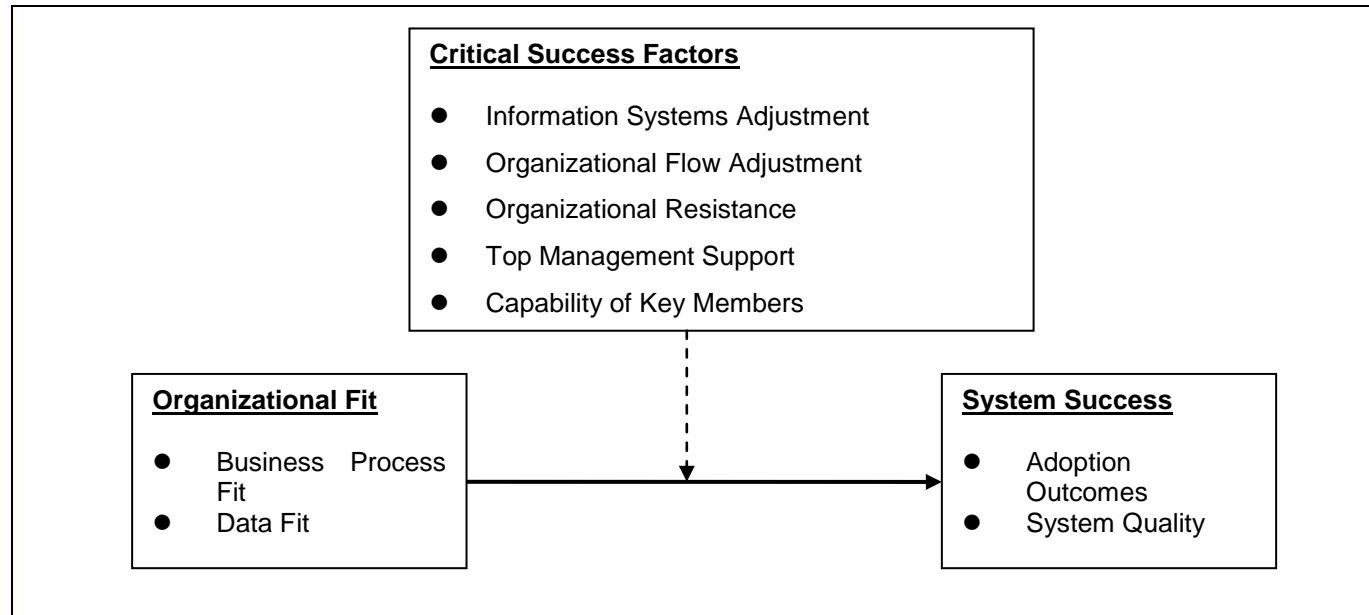 Critical Success Factors
● Information Systems Adjustment
● Organizational Flow Adjustment
● Organizational Resistance
● Top Management Support
● Capability of Key Members
Organizational Fit
● Business Process
Fit
● Data Fit
System Success
● Adoption
Outcomes
● System Quality